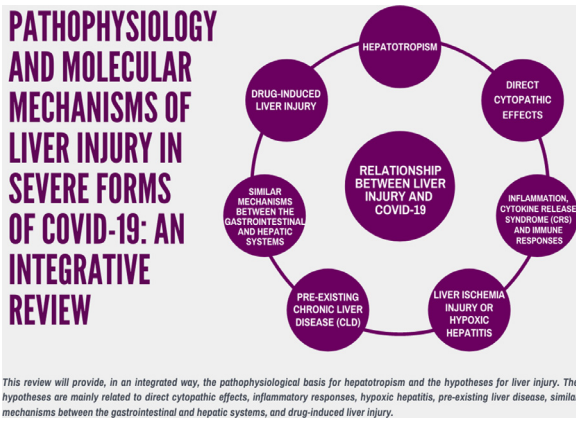 PATHOPHYSIOLOGY
AND MOLECULAR
MECHANISMS OF
LIVER INJURY IN
SEVERE FORMS
OF COVID-19: AN
INTEGRATIVE
REVIEW
HEPATOTROPISM
DIRECT
CYTOPATHIC
EFFECTS
INFLAMMATION,
CYTOKINE RELEASE
SYNDROME (CRS)
AND IMMUNE
RESPONSES
LIVER ISCHEMIA
INJURY OR
HYPOXIC
HEPATITIS
PRE-EXISTING
CHRONIC LIVER
DISEASE (CLD)
SIMILAR
MECHANISMS
BETWEEN THE
GASTROINTESTINAL
AND HEPATIC
SYSTEMS
DRUG-INDUCED
LIVER INJURY
RELATIONSHIP
BETWEEN LIVER
INJURY AND
COVID-19
This review will provide, in an integrated way, the pathophysiological basis for hepatotropism and the hypotheses for liver injury. The
hypotheses are mainly related to direct cytopathic effects, inflammatory responses, hypoxic hepatitis, pre-existing liver disease, similar
mechanisms between the gastrointestinal and hepatic systems, and drug-induced liver injury.